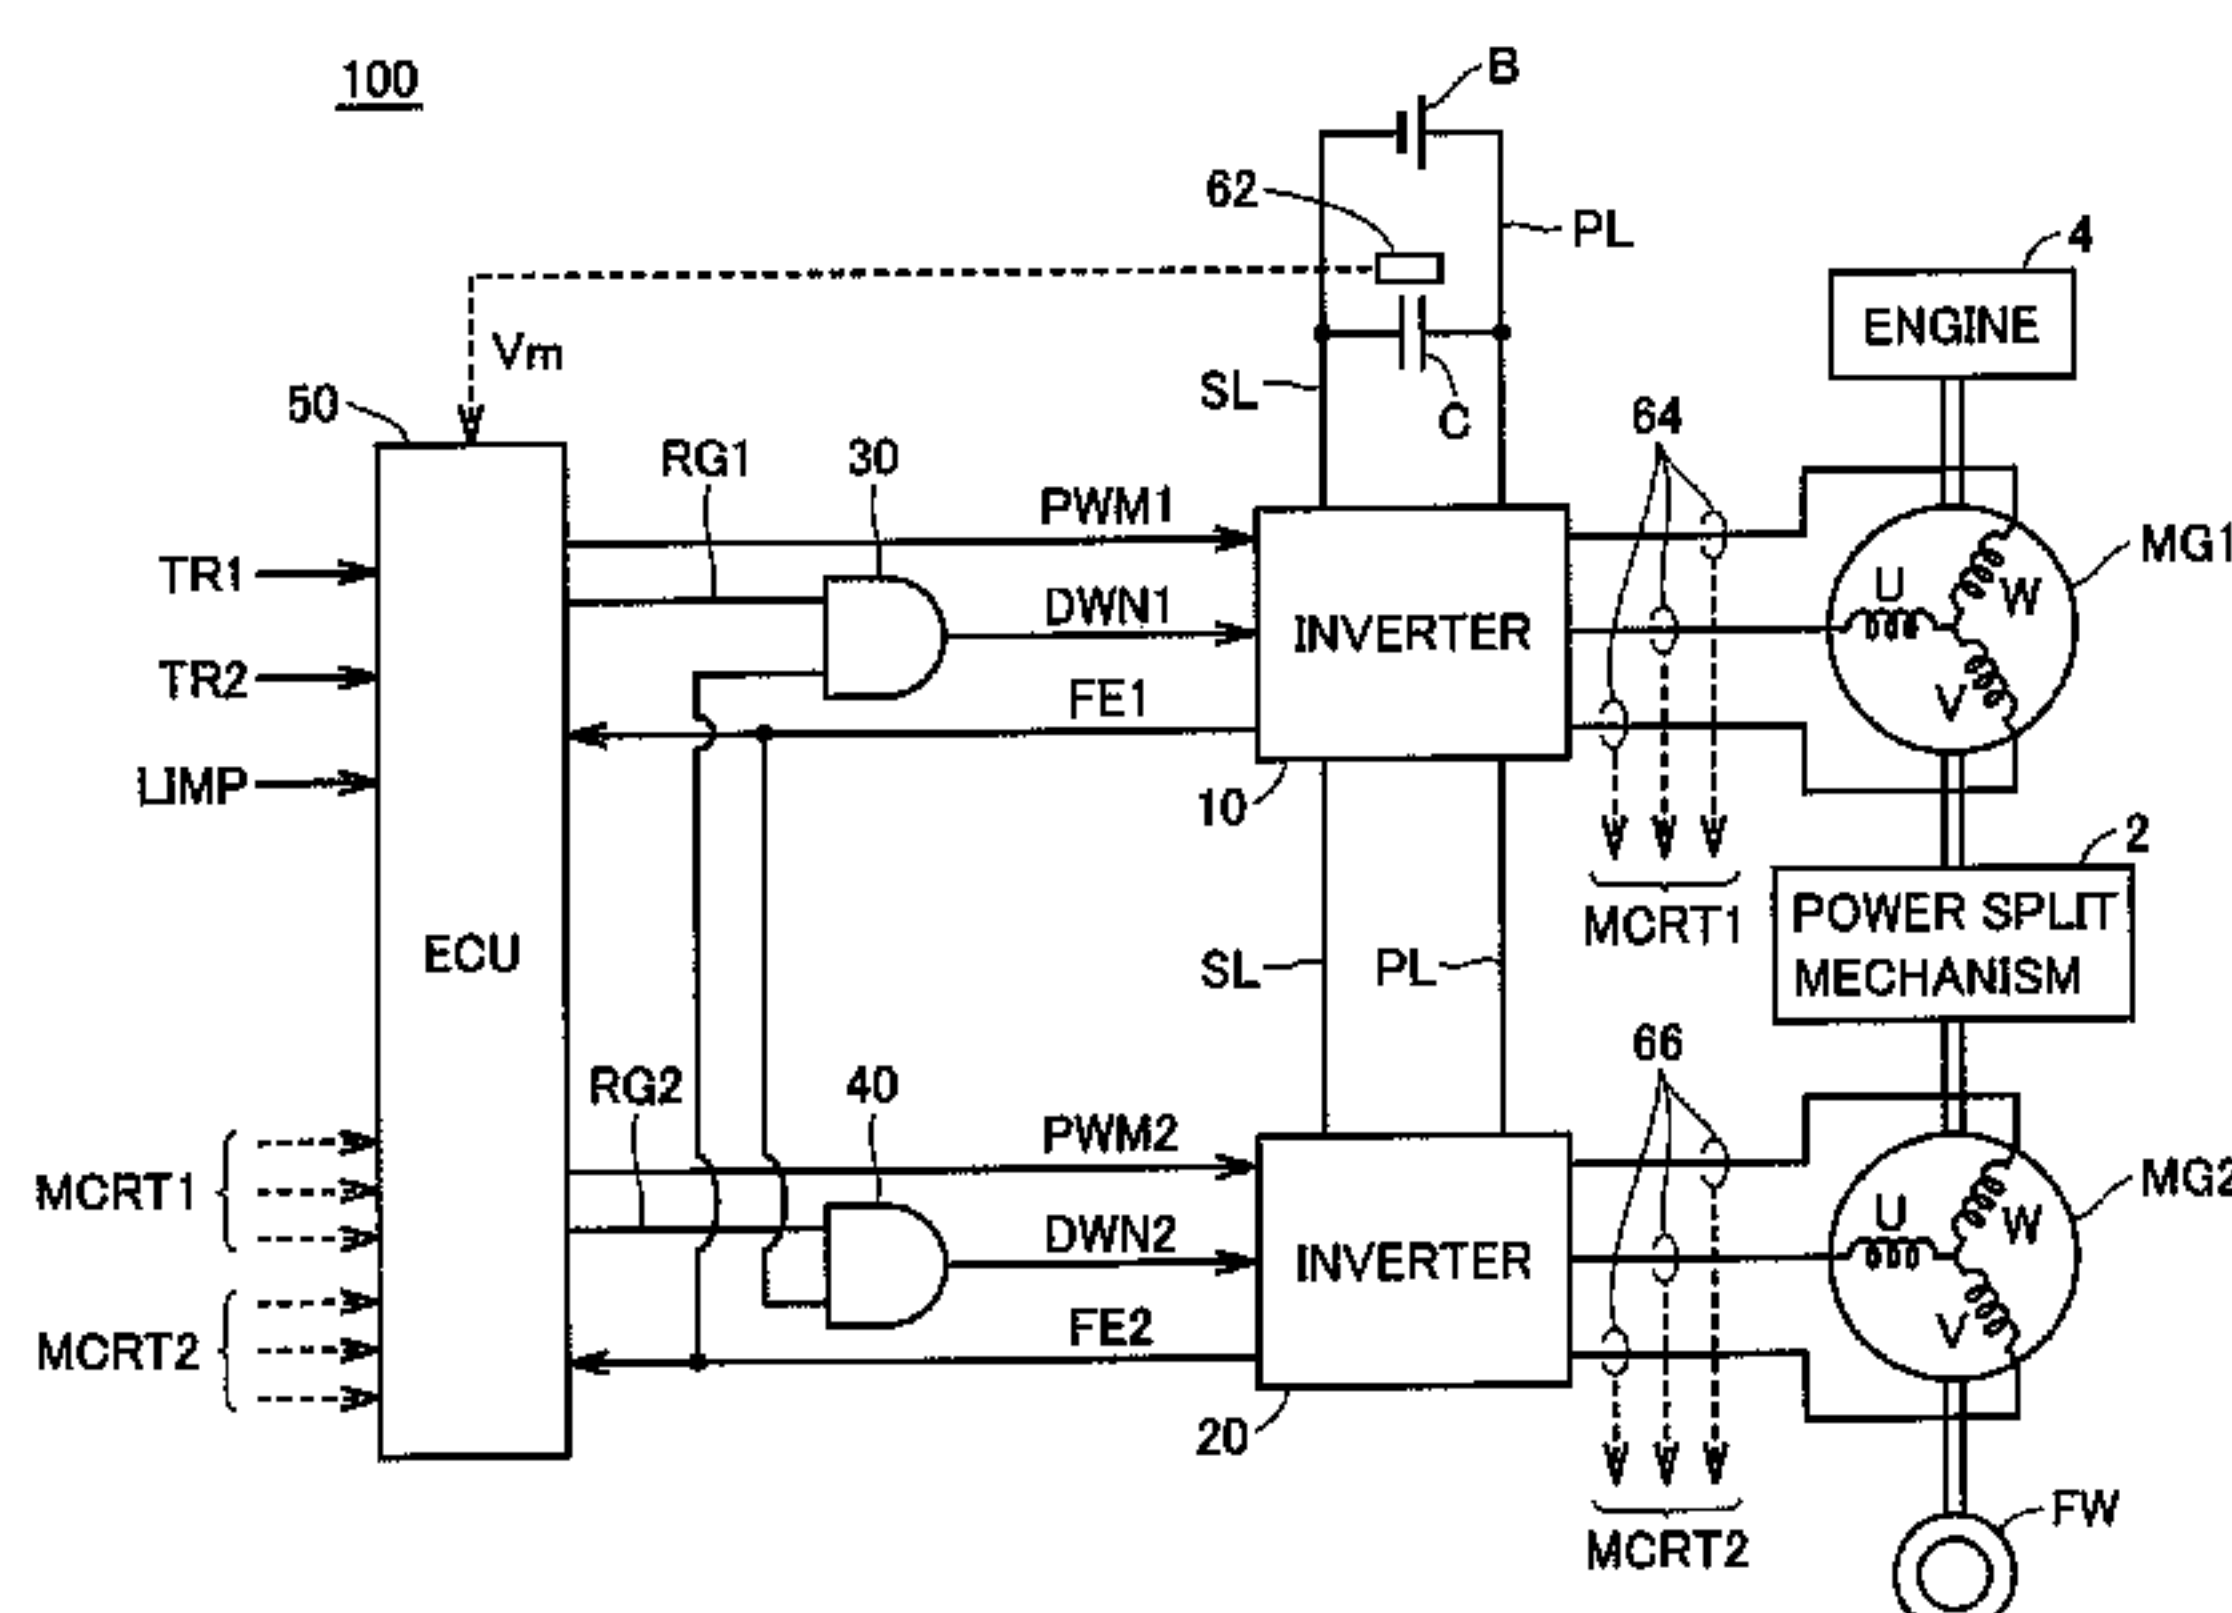 100
B
62
PL
4
ENGINE
Vm
SL
C
50
RG1
30
64
PWM1
TR1
DWN1
INVERTER
U
W
V
MG1
TR2
FE1
LIMP
10
2
MCRT1
POWER SPLIT
MECHANISM
ECU
SL
PL
66
RG2
40
PWM2
MCRT1
DWN2
INVERTER
U
W
V
MG2
MCRT2
FE2
20
MCRT2
FW